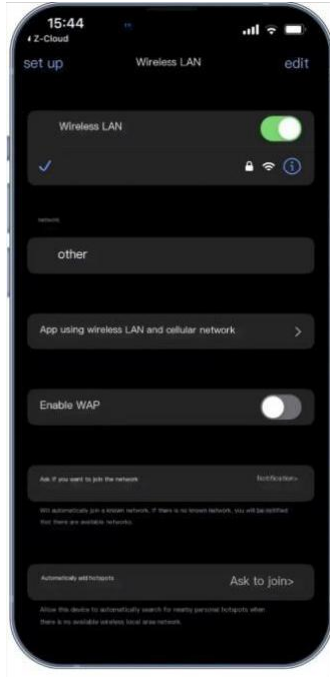 15:44
Z-Cloud
set up
Wireless LAN
edit
Wireless LAN
network
other
App using wireless LAN and cellular network
Enable WAP
Ask if you want to join the network
Notification>
Will automatically join a known network. If there is no known network, you will be notified
that there are available networks.
Automatically add hotspots
Ask to join>
Allow this device to automatically search for nearby personal hotspots when
there is no available wireless local area network.